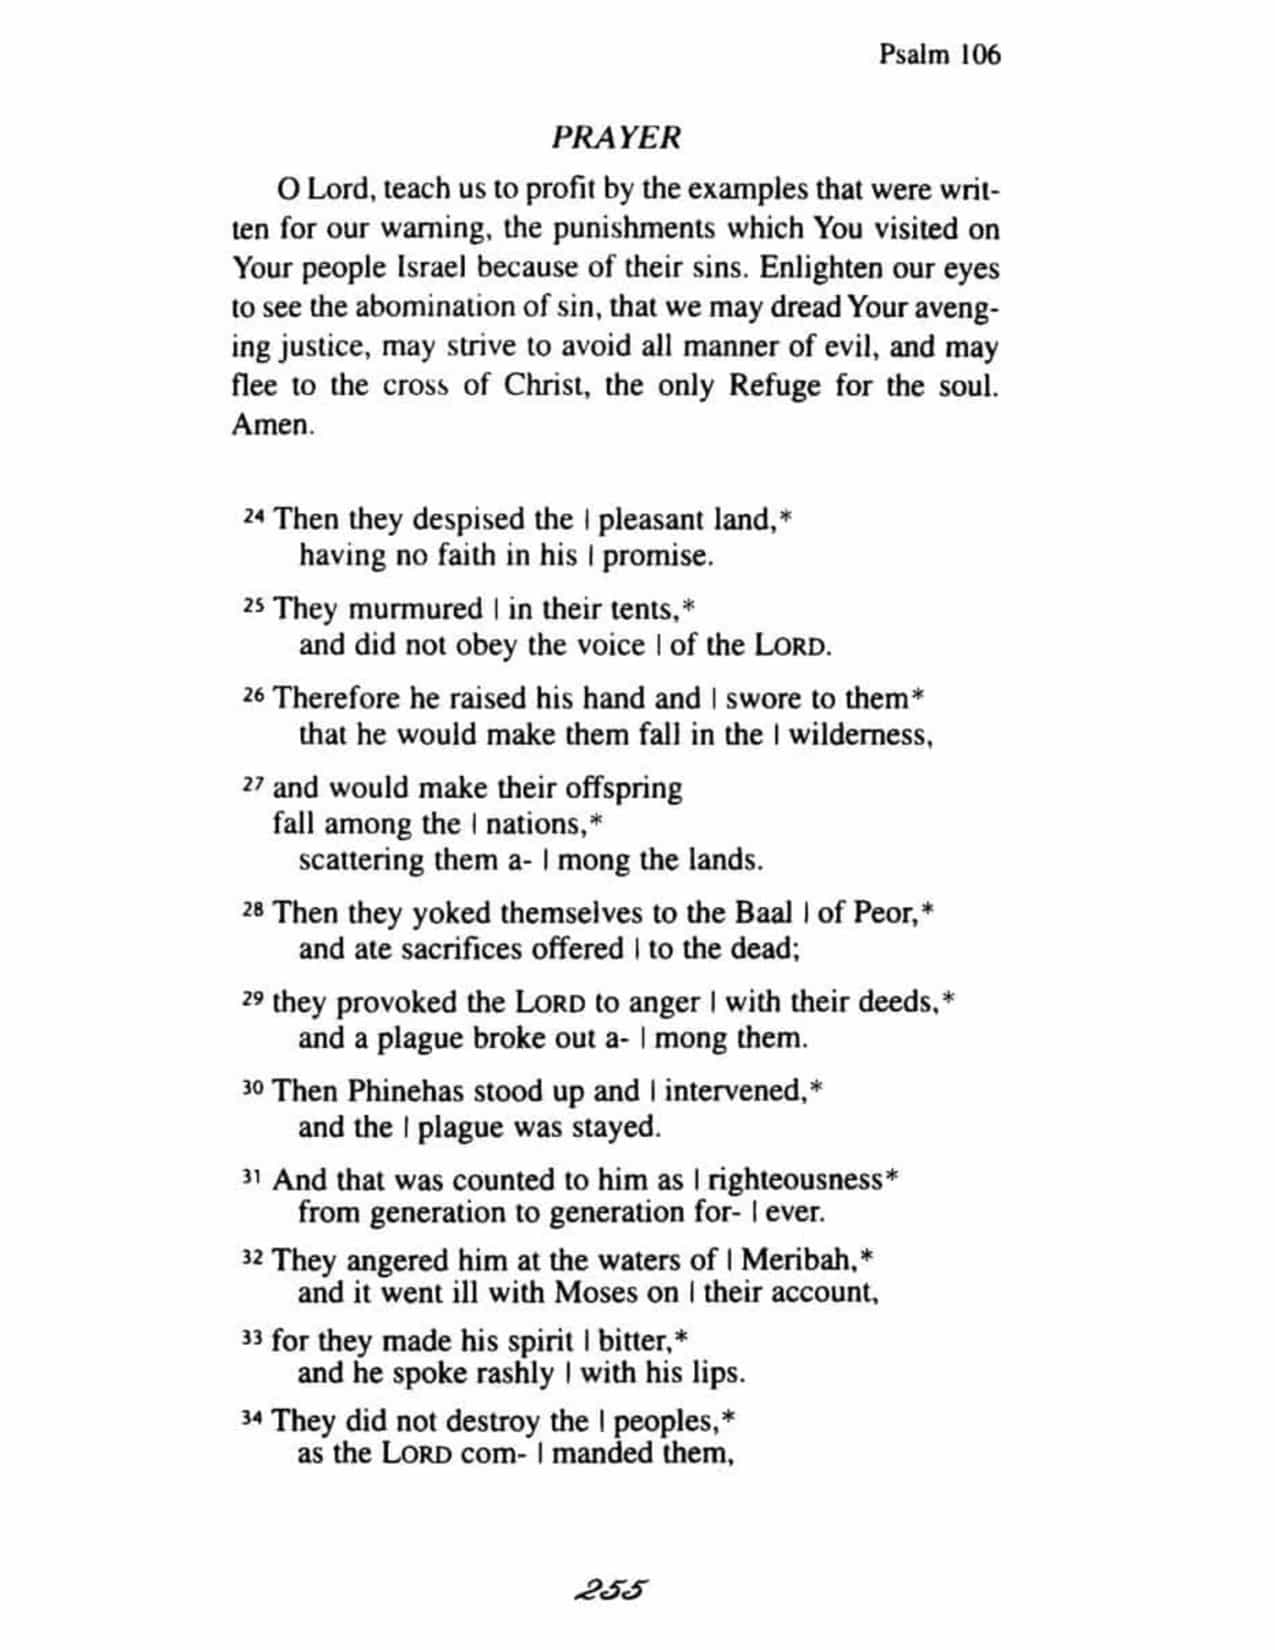 Psalm 106
PRAYER
O Lord, teach us to profit by the examples that were writ-
ten for our warning, the punishments which You visited on
Your people Israel because of their sins. Enlighten our eyes
to see the abomination of sin, that we may dread Your aveng-
ing justice, may strive to avoid all manner of evil, and may
flee to the cross of Christ, the only Refuge for the soul.
Amen.
24 Then they despised the | pleasant land,*
having no faith in his | promise.
25 They murmured | in their tents,*
and did not obey the voice | of the LORD.
26 Therefore he raised his hand and | swore to them*
that he would make them fall in the | wilderness,
27 and would make their offspring
fall among the | nations,*
scattering them a- | mong the lands.
28 Then they yoked themselves to the Baal | of Peor,*
and ate sacrifices offered | to the dead;
29 they provoked the LORD to anger | with their deeds,*
and a plague broke out a- | mong them.
30 Then Phinehas stood up and | intervened,*
and the | plague was stayed.
31 And that was counted to him as | righteousness*
from generation to generation for- | ever.
32 They angered him at the waters of | Meribah,*
and it went ill with Moses on | their account,
33 for they made his spirit | bitter,*
and he spoke rashly | with his lips.
34 They did not destroy the | peoples,*
as the LORD com- | manded them,
255